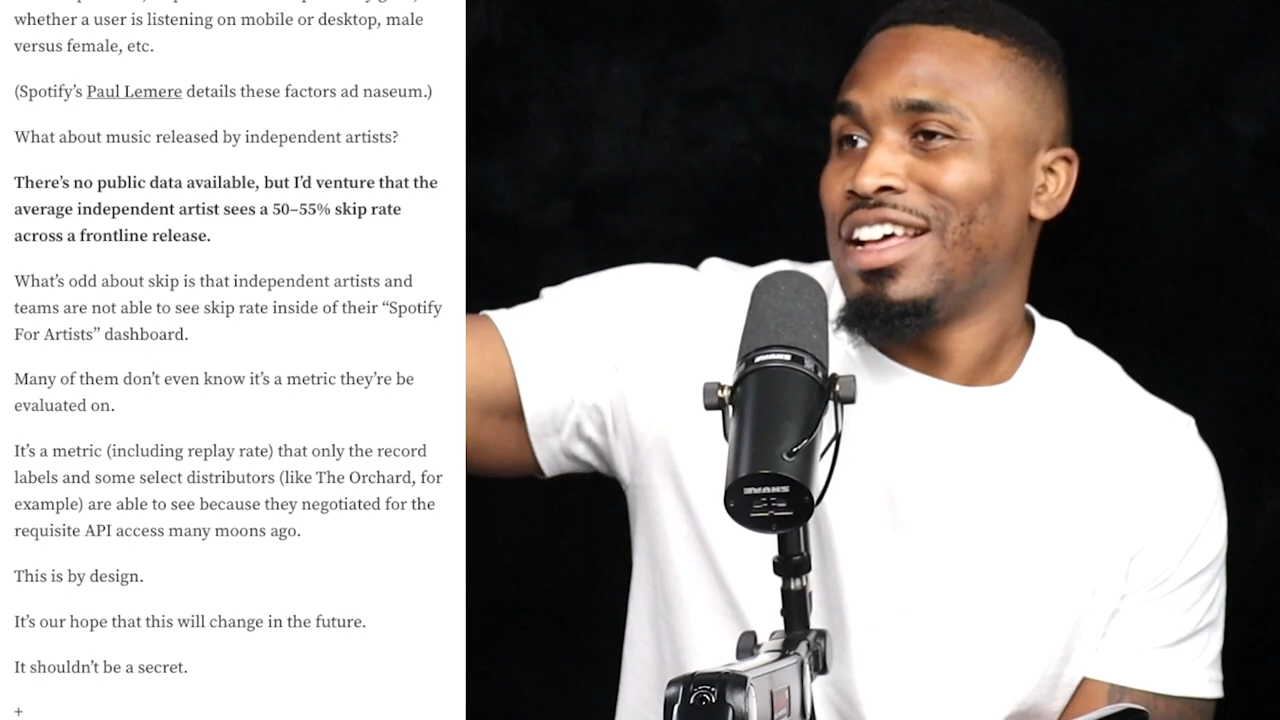 whether a user is listening on mobile or desktop, male
versus female, etc.
(Spotify’s Paul Lemere details these factors ad naseum.)
What about music released by independent artists?
There’s no public data available, but I’d venture that the
average independent artist sees a 50–55% skip rate
across a frontline release.
What’s odd about skip is that independent artists and
teams are not able to see skip rate inside of their “Spotify
For Artists” dashboard.
Many of them don’t even know it’s a metric they’re be
evaluated on.
It’s a metric (including replay rate) that only the record
labels and some select distributors (like The Orchard, for
example) are able to see because they negotiated for the
requisite API access many moons ago.
This is by design.
It’s our hope that this will change in the future.
It shouldn’t be a secret.
+
SHURE
SHURE